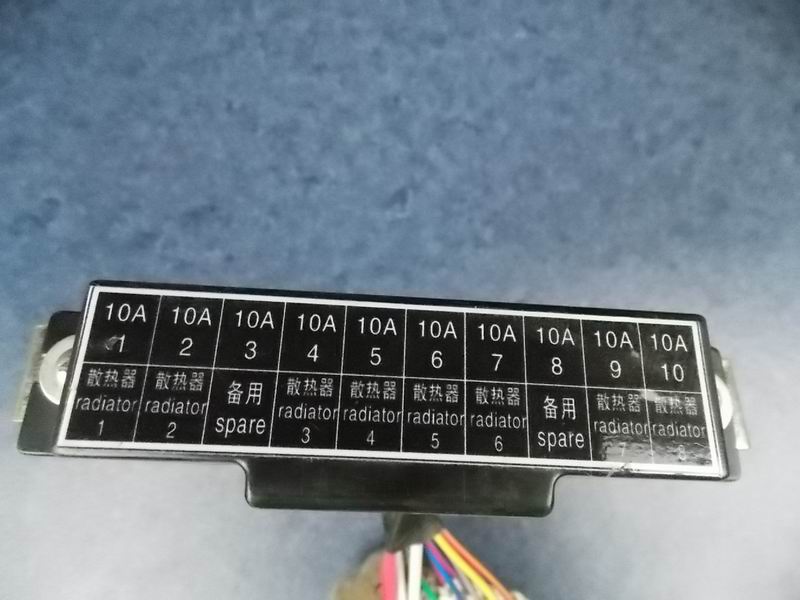 10A 10A 10A 10A 10A 10A 10A 10A 10A 10A
1 2 3 4 5 6 7 8 9 10
散热器 散热器 备用 散热器 散热器 散热器 散热器 备用 散热器 散热器
radiator radiator spare radiator radiator radiator radiator spare radiator radiator
1 2 3 4 5 6 7 8